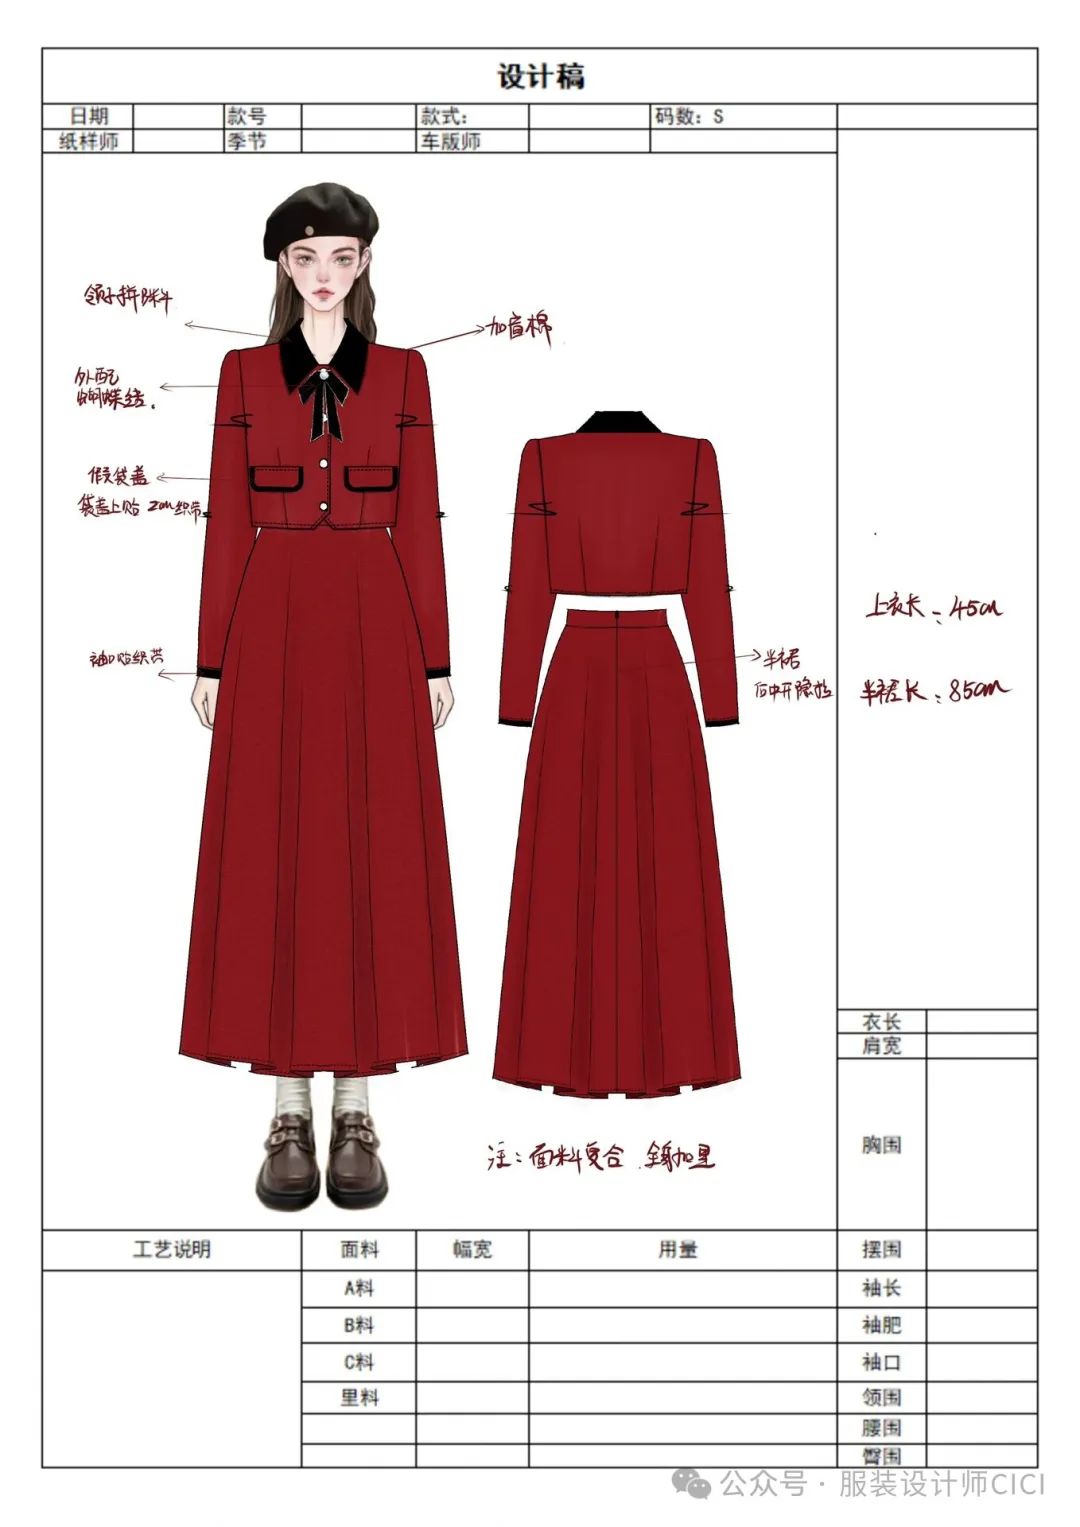 设计稿
日期 款号 款式： 码数：S
纸样师 季节 车版师
领子拼B料
加盲棉
外配
蝴蝶结.
假袋盖
袋盖上贴 2cm织带
袖口贴织带
半裙
后中开隐拉
上衣长：45cm
半裙长：85cm
注：面料复合 全身加里
衣长
肩宽
胸围
工艺说明 面料 幅宽 用量 摆围
A料 袖长
B料 袖肥
C料 袖口
里料 领围
腰围
臀围
公众号·服装设计师CICI